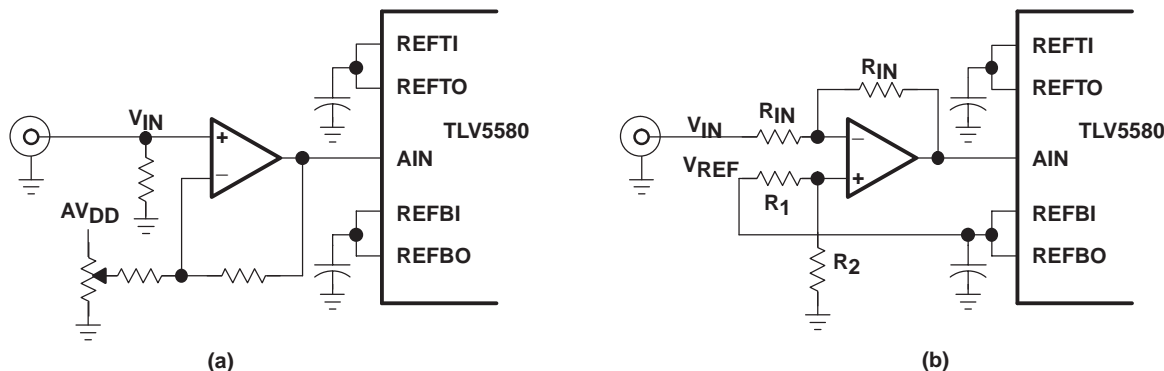 REFTI
REFTO
VIN
+
TLV5580
AIN
–
AVDD
REFBI
REFBO
(a)
REFTI
RIN
REFTO
VIN
RIN
TLV5580
–
AIN
VREF
+
R1
REFBI
R2
REFBO
(b)